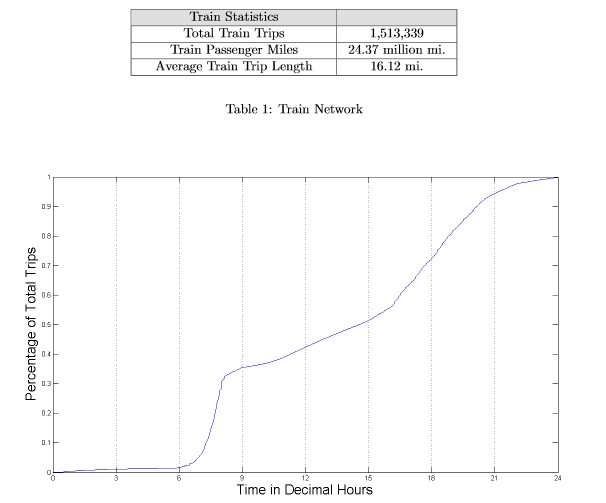 Train Statistics
Total Train Trips 1,513,339
Train Passenger Miles 24.37 million mi.
Average Train Trip Length 16.12 mi.
Table 1: Train Network
Percentage of Total Trips
1
0.9
0.8
0.7
0.6
0.5
0.4
0.3
0.2
0.1
0
0 3 6 9 12 15 18 21 24
Time in Decimal Hours